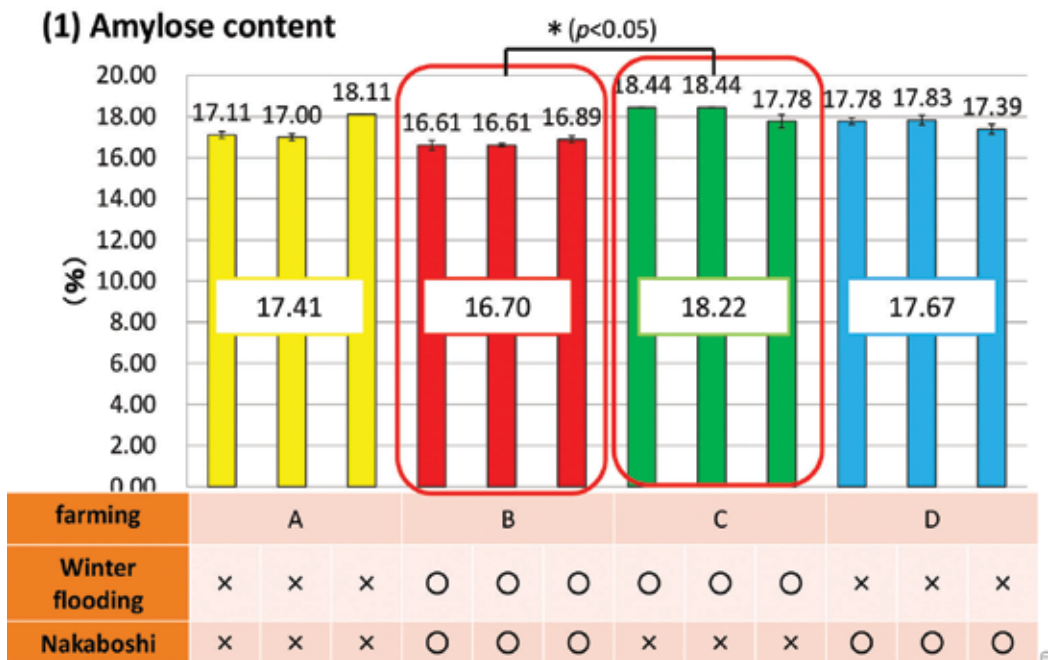 (1) Amylose content
* (p<0.05)
20.00
18.00
16.00
14.00
12.00
10.00
8.00
6.00
4.00
2.00
0.00
(%)
17.11 17.00 18.11 16.61 16.61 16.89 18.44 18.44 17.78 17.78 17.83 17.39
17.41 16.70 18.22 17.67
farming A B C D
Winter
flooding × × × ○ ○ ○ ○ ○ ○ × × ×
Nakaboshi × × × ○ ○ ○ × × × ○ ○ ○